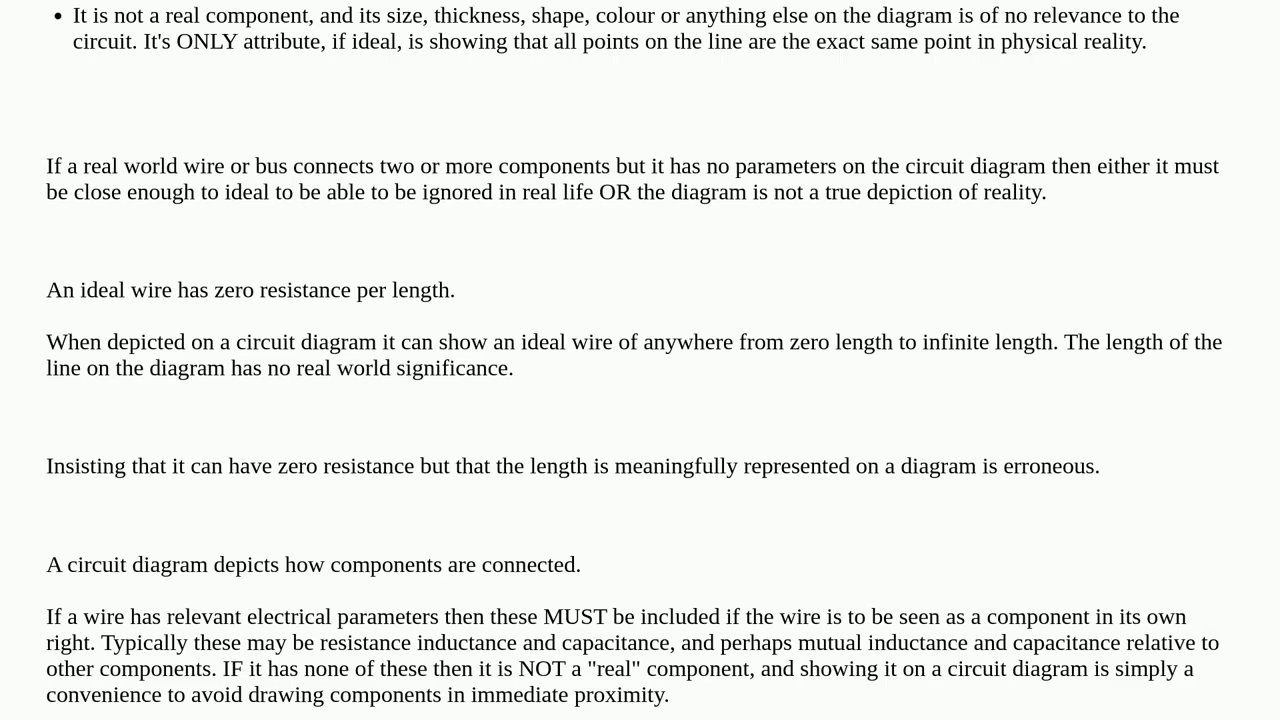 • It is not a real component, and its size, thickness, shape, colour or anything else on the diagram is of no relevance to the
circuit. It's ONLY attribute, if ideal, is showing that all points on the line are the exact same point in physical reality.
If a real world wire or bus connects two or more components but it has no parameters on the circuit diagram then either it must
be close enough to ideal to be able to be ignored in real life OR the diagram is not a true depiction of reality.
An ideal wire has zero resistance per length.
When depicted on a circuit diagram it can show an ideal wire of anywhere from zero length to infinite length. The length of the
line on the diagram has no real world significance.
Insisting that it can have zero resistance but that the length is meaningfully represented on a diagram is erroneous.
A circuit diagram depicts how components are connected.
If a wire has relevant electrical parameters then these MUST be included if the wire is to be seen as a component in its own
right. Typically these may be resistance inductance and capacitance, and perhaps mutual inductance and capacitance relative to
other components. IF it has none of these then it is NOT a "real" component, and showing it on a circuit diagram is simply a
convenience to avoid drawing components in immediate proximity.